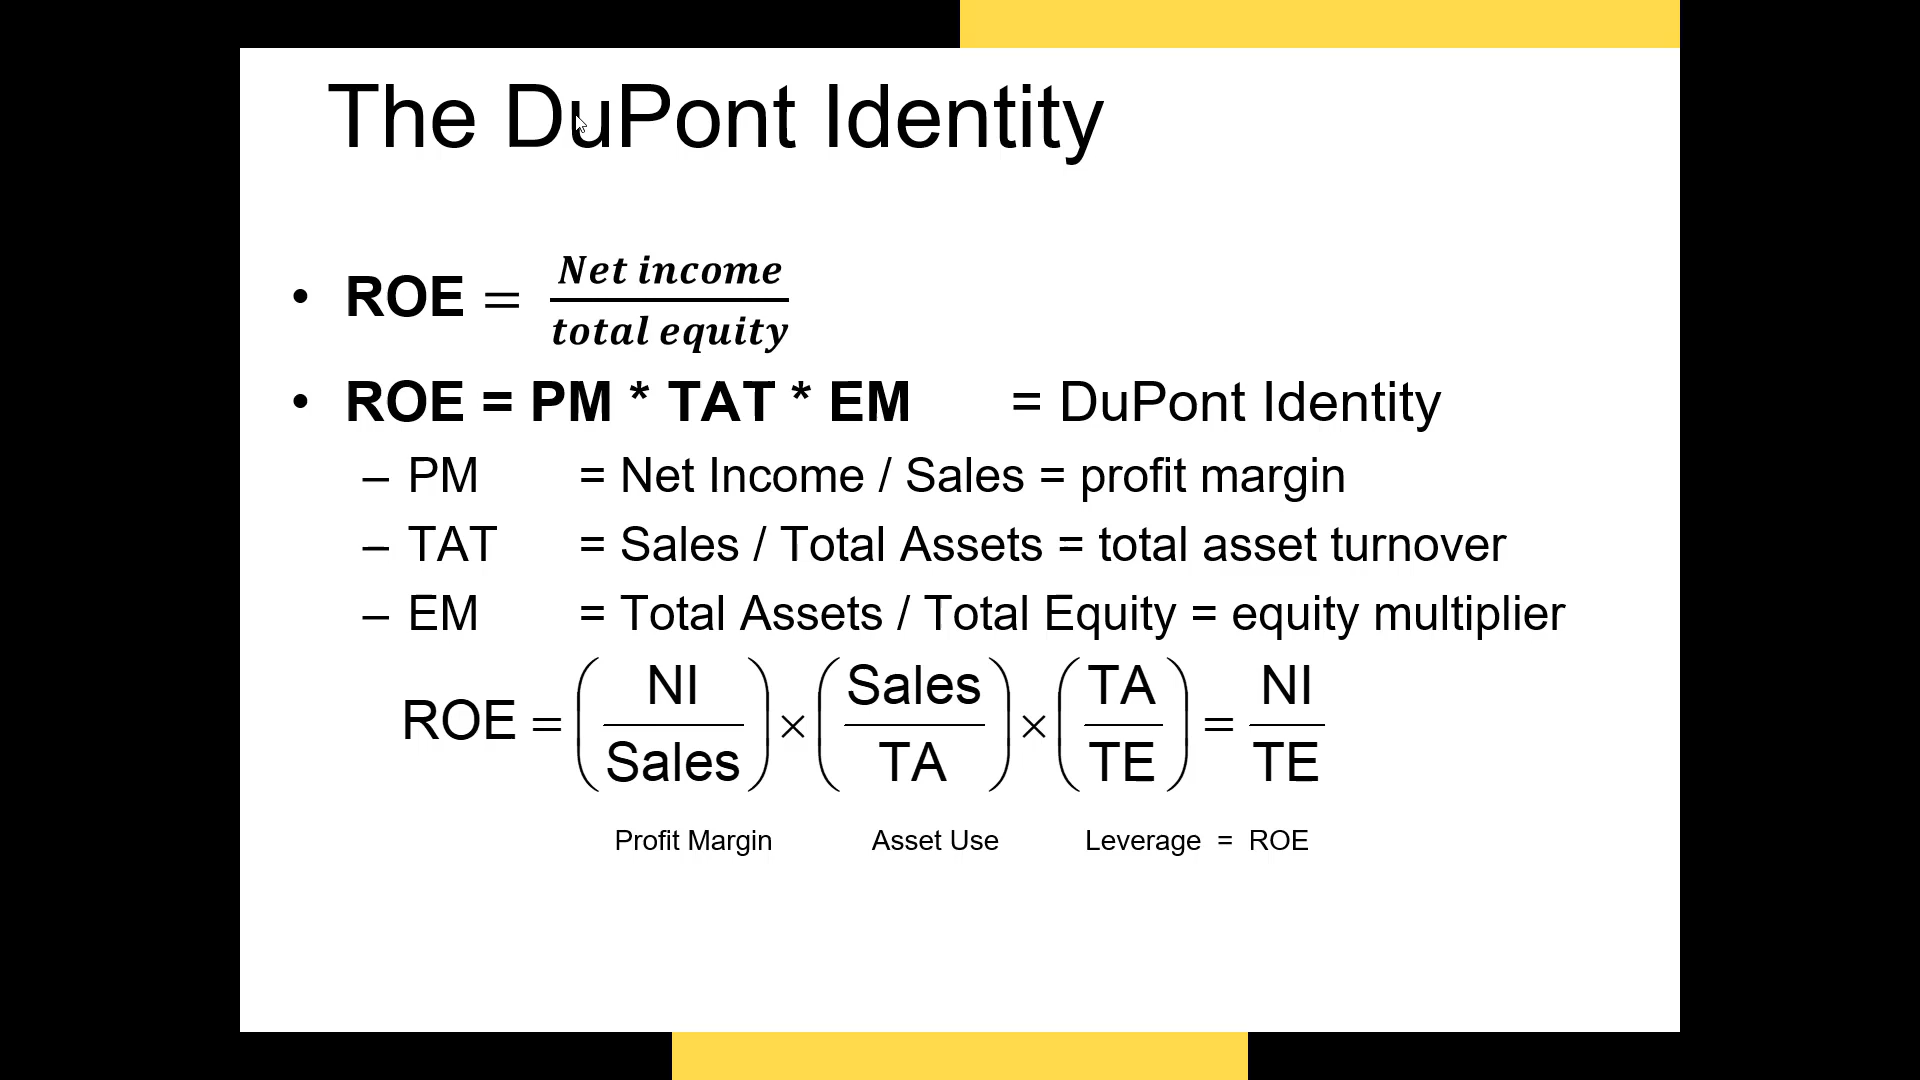 The DuPont Identity
• ROE = Net income / total equity
• ROE = PM * TAT * EM = DuPont Identity
– PM = Net Income / Sales = profit margin
– TAT = Sales / Total Assets = total asset turnover
– EM = Total Assets / Total Equity = equity multiplier
ROE = (NI / Sales) × (Sales / TA) × (TA / TE) = NI / TE
Profit Margin Asset Use Leverage = ROE